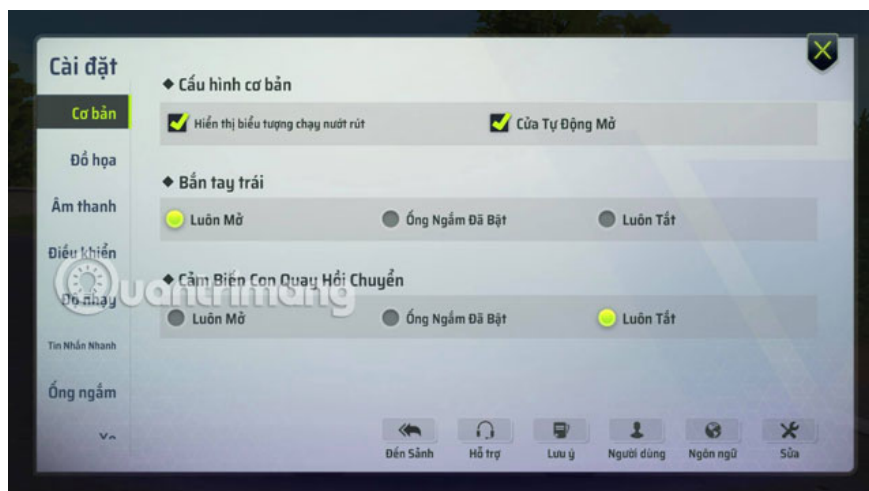 Cài đặt
Cơ bản
Đồ họa
Âm thanh
Điều khiển
Độ nhạy
Tin Nhắn Nhanh
Ống ngắm
◆ Cấu hình cơ bản
Hiển thị biểu tượng chạy nướt rút
Cửa Tự Động Mở
◆ Bắn tay trái
Luôn Mở
Ống Ngắm Đã Bật
Luôn Tắt
◆ Cảm Biến Con Quay Hồi Chuyển
Luôn Mở
Ống Ngắm Đã Bật
Luôn Tắt
Quantrimang
Đến Sảnh
Hỗ trợ
Lưu ý
Người dùng
Ngôn ngữ
Sửa